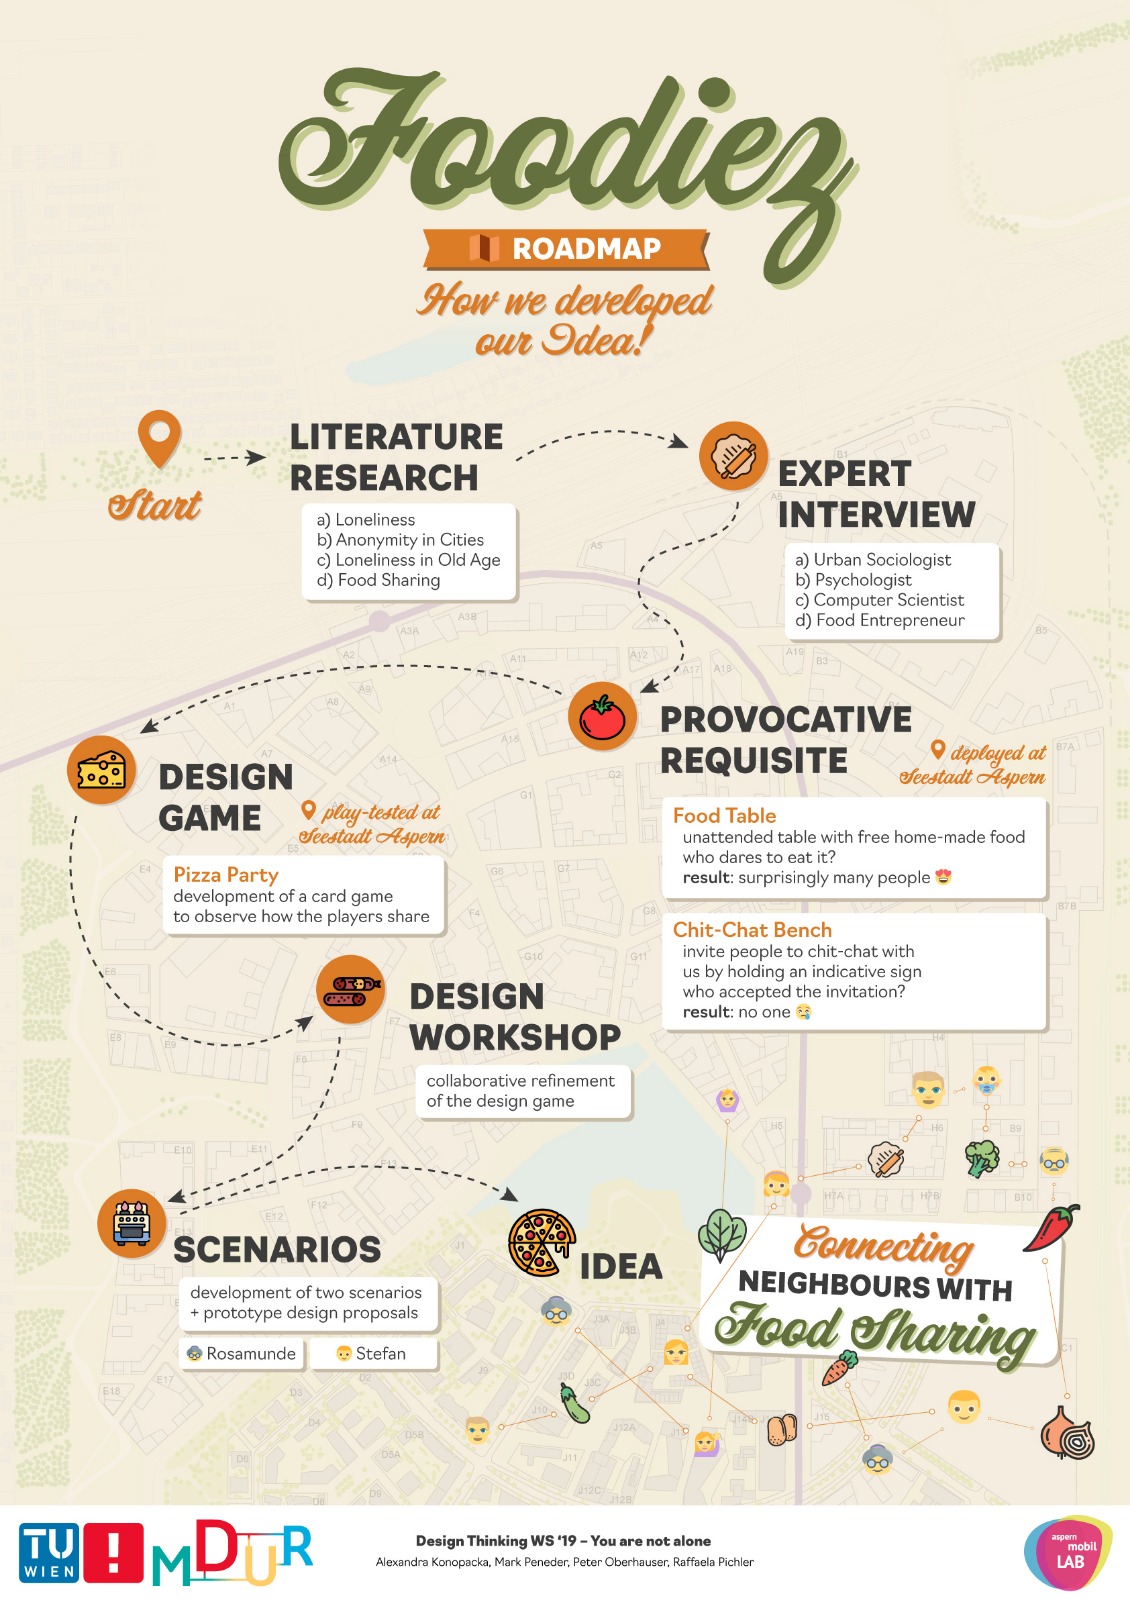 Foodiez
ROADMAP
How we developed
our Idea!
Start
LITERATURE
RESEARCH
a) Loneliness
b) Anonymity in Cities
c) Loneliness in Old Age
d) Food Sharing
EXPERT
INTERVIEW
a) Urban Sociologist
b) Psychologist
c) Computer Scientist
d) Food Entrepreneur
PROVOCATIVE
REQUISITE
deployed at
Seestadt Aspern
Food Table
unattended table with free home-made food
who dares to eat it?
result: surprisingly many people 😍
Chit-Chat Bench
invite people to chit-chat with
us by holding an indicative sign
who accepted the invitation?
result: no one 😢
DESIGN
GAME
play-tested at
Seestadt Aspern
Pizza Party
development of a card game
to observe how the players share
DESIGN
WORKSHOP
collaborative refinement
of the design game
SCENARIOS
development of two scenarios
+ prototype design proposals
Rosamunde
Stefan
IDEA
Connecting
NEIGHBOURS WITH
Food Sharing
TU
WIEN
!
MDUR
Design Thinking WS ‘19 – You are not alone
Alexandra Konopacka, Mark Peneder, Peter Oberhauser, Raffaela Pichler
aspern
mobil
LAB